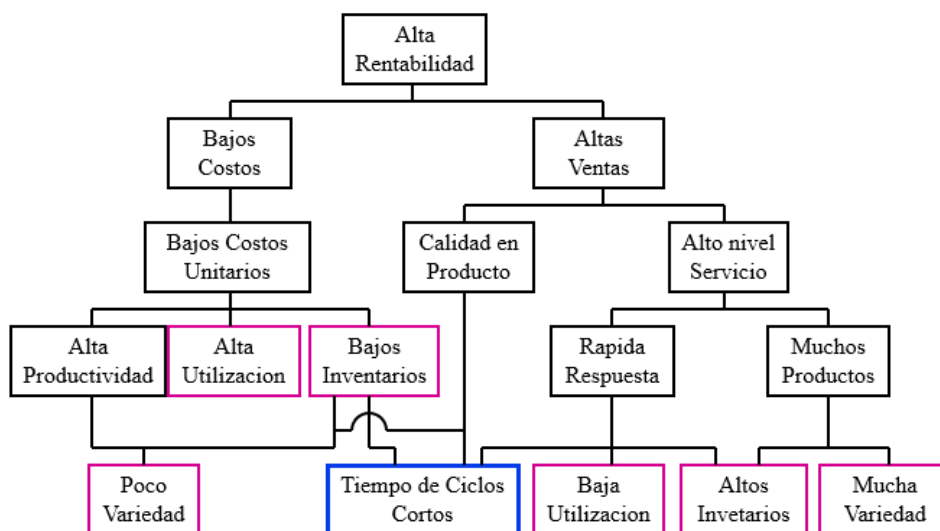 Alta
Rentabilidad
Bajos
Costos
Altas
Ventas
Bajos Costos
Unitarios
Calidad en
Producto
Alto nivel
Servicio
Alta
Productividad
Alta
Utilizacion
Bajos
Inventarios
Rapida
Respuesta
Muchos
Productos
Poco
Variedad
Tiempo de Ciclos
Cortos
Baja
Utilizacion
Altos
Invetarios
Mucha
Variedad